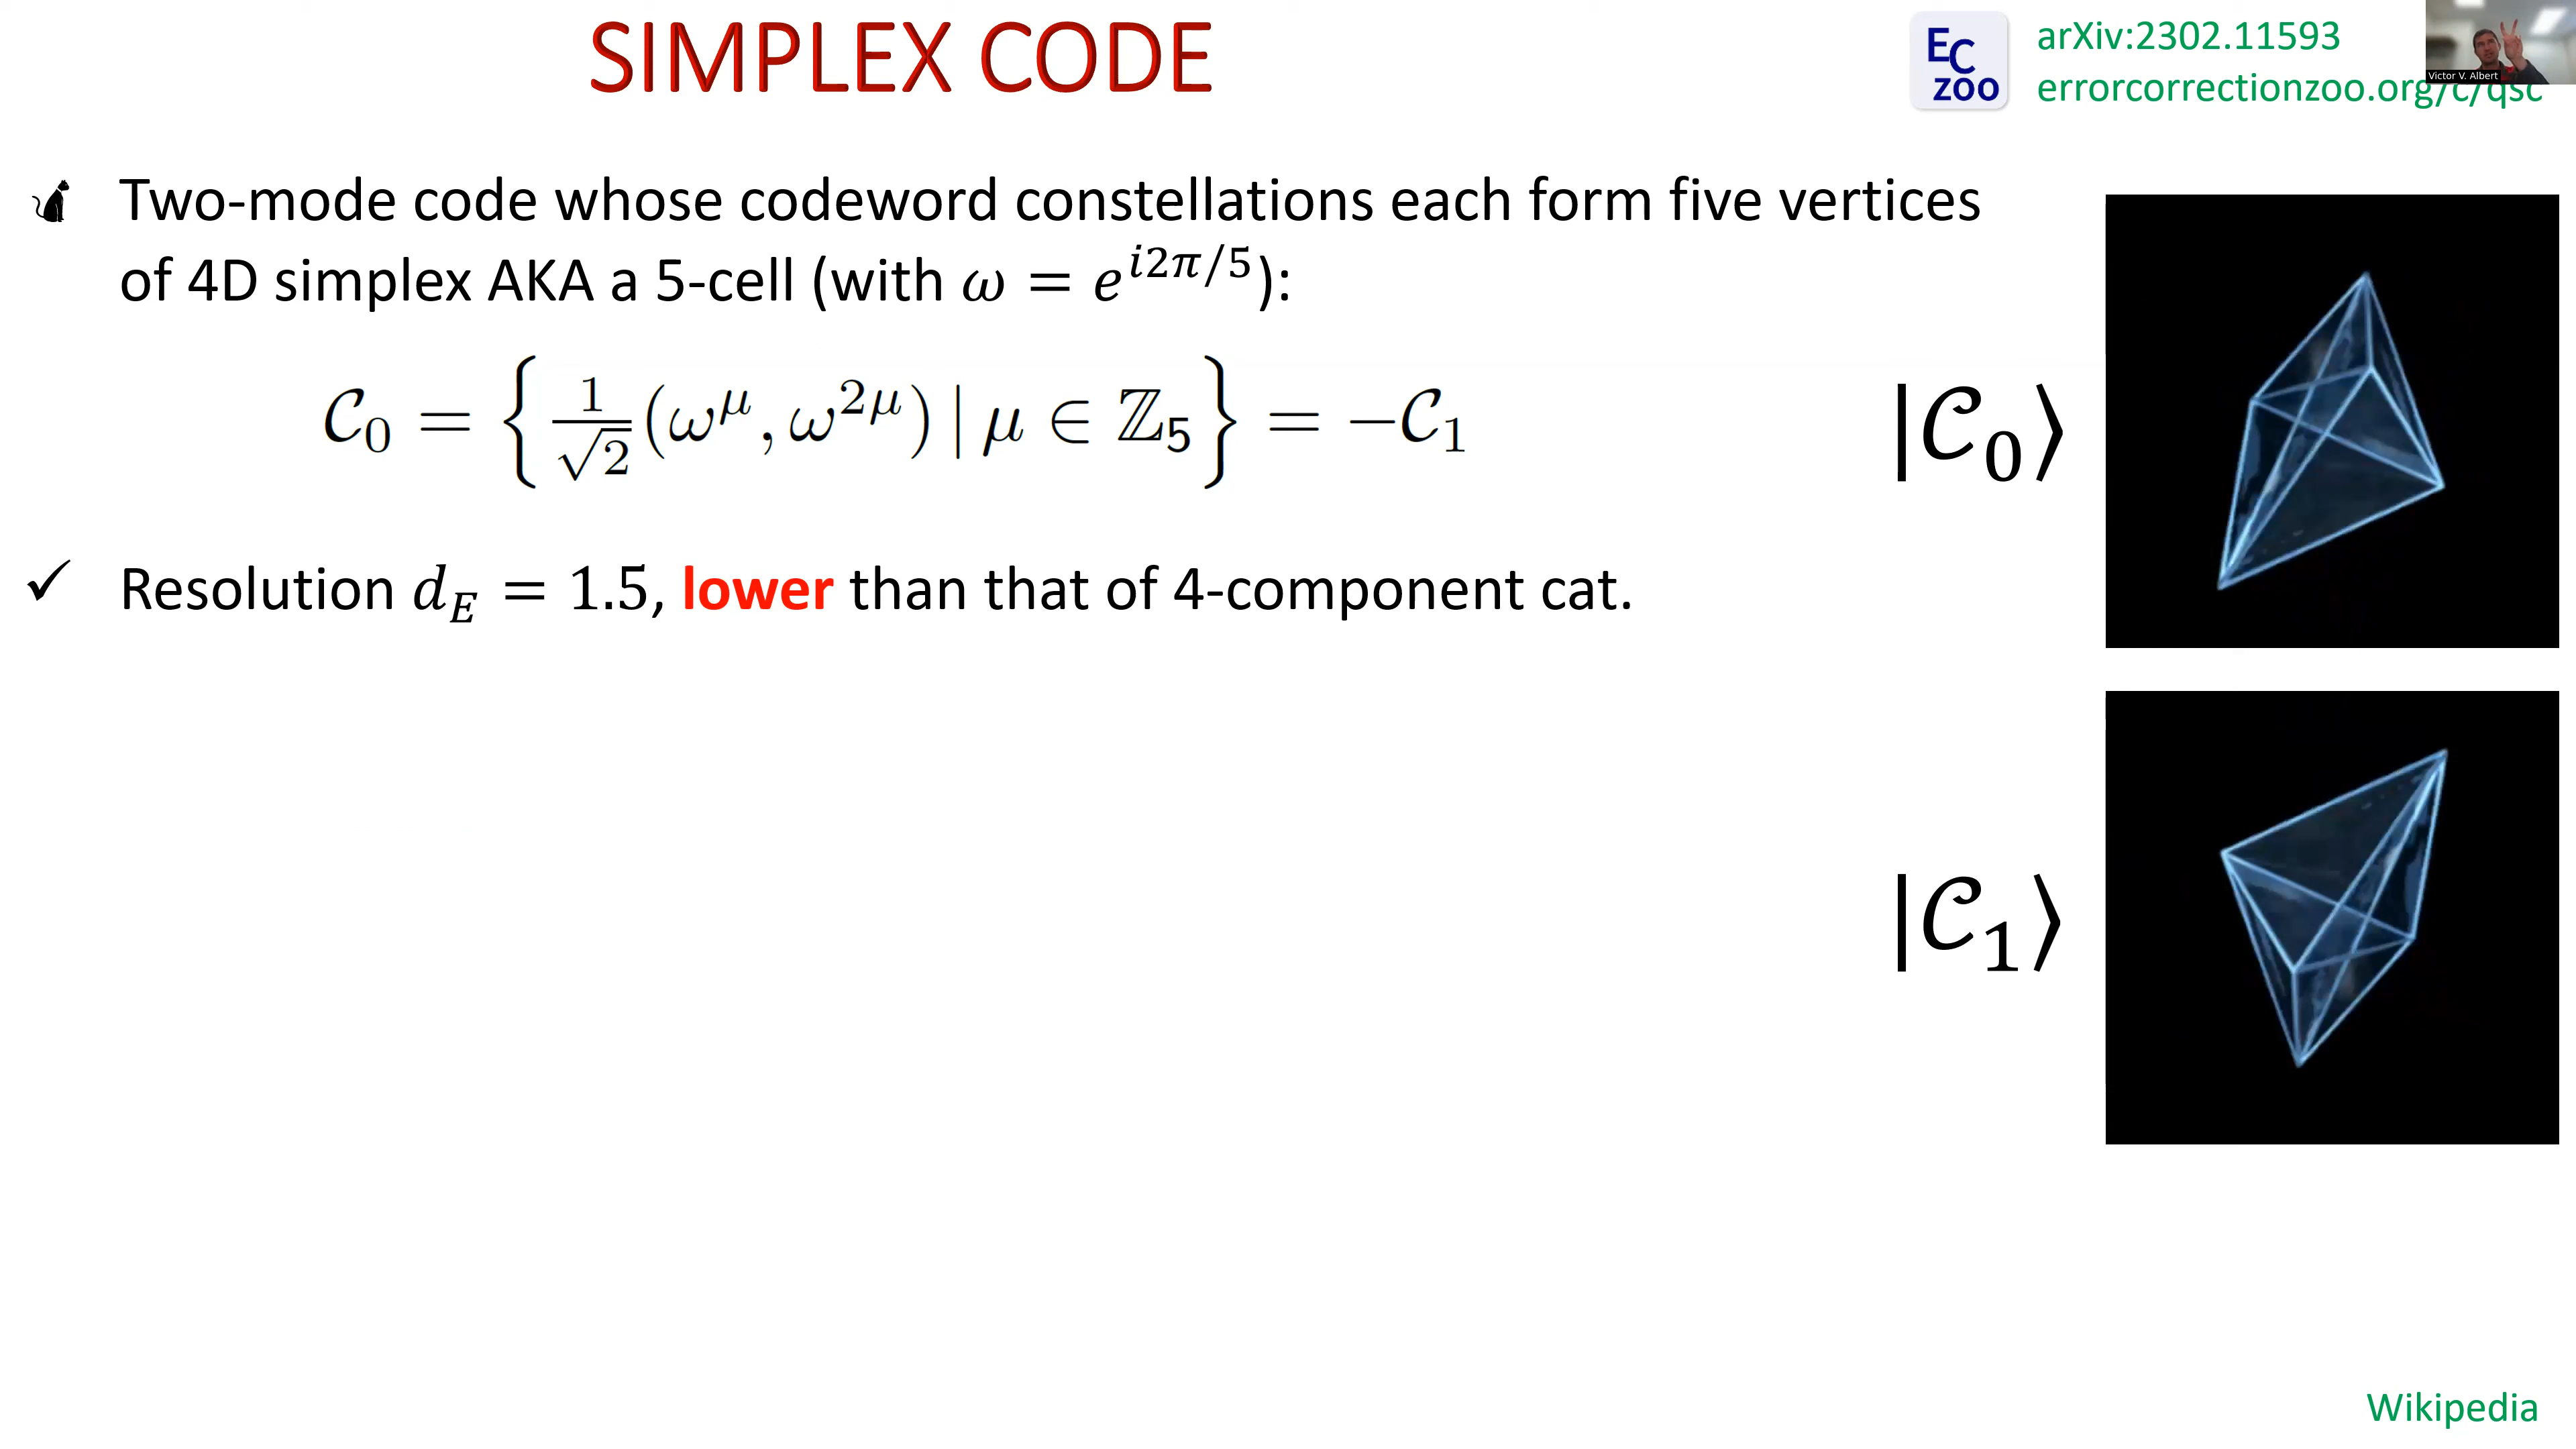 SIMPLEX CODE
EC
ZOO
arXiv:2302.11593
errorcorrectionzoo.org/c/qsc
Victor V. Albert
Two-mode code whose codeword constellations each form five vertices
of 4D simplex AKA a 5-cell (with ω = e^{i2π/5}):
𝒞₀ = { 1/√2 (ω^μ, ω^{2μ}) | μ ∈ ℤ₅ } = −𝒞₁
|𝒞₀⟩
✓ Resolution d_E = 1.5, lower than that of 4-component cat.
|𝒞₁⟩
Wikipedia